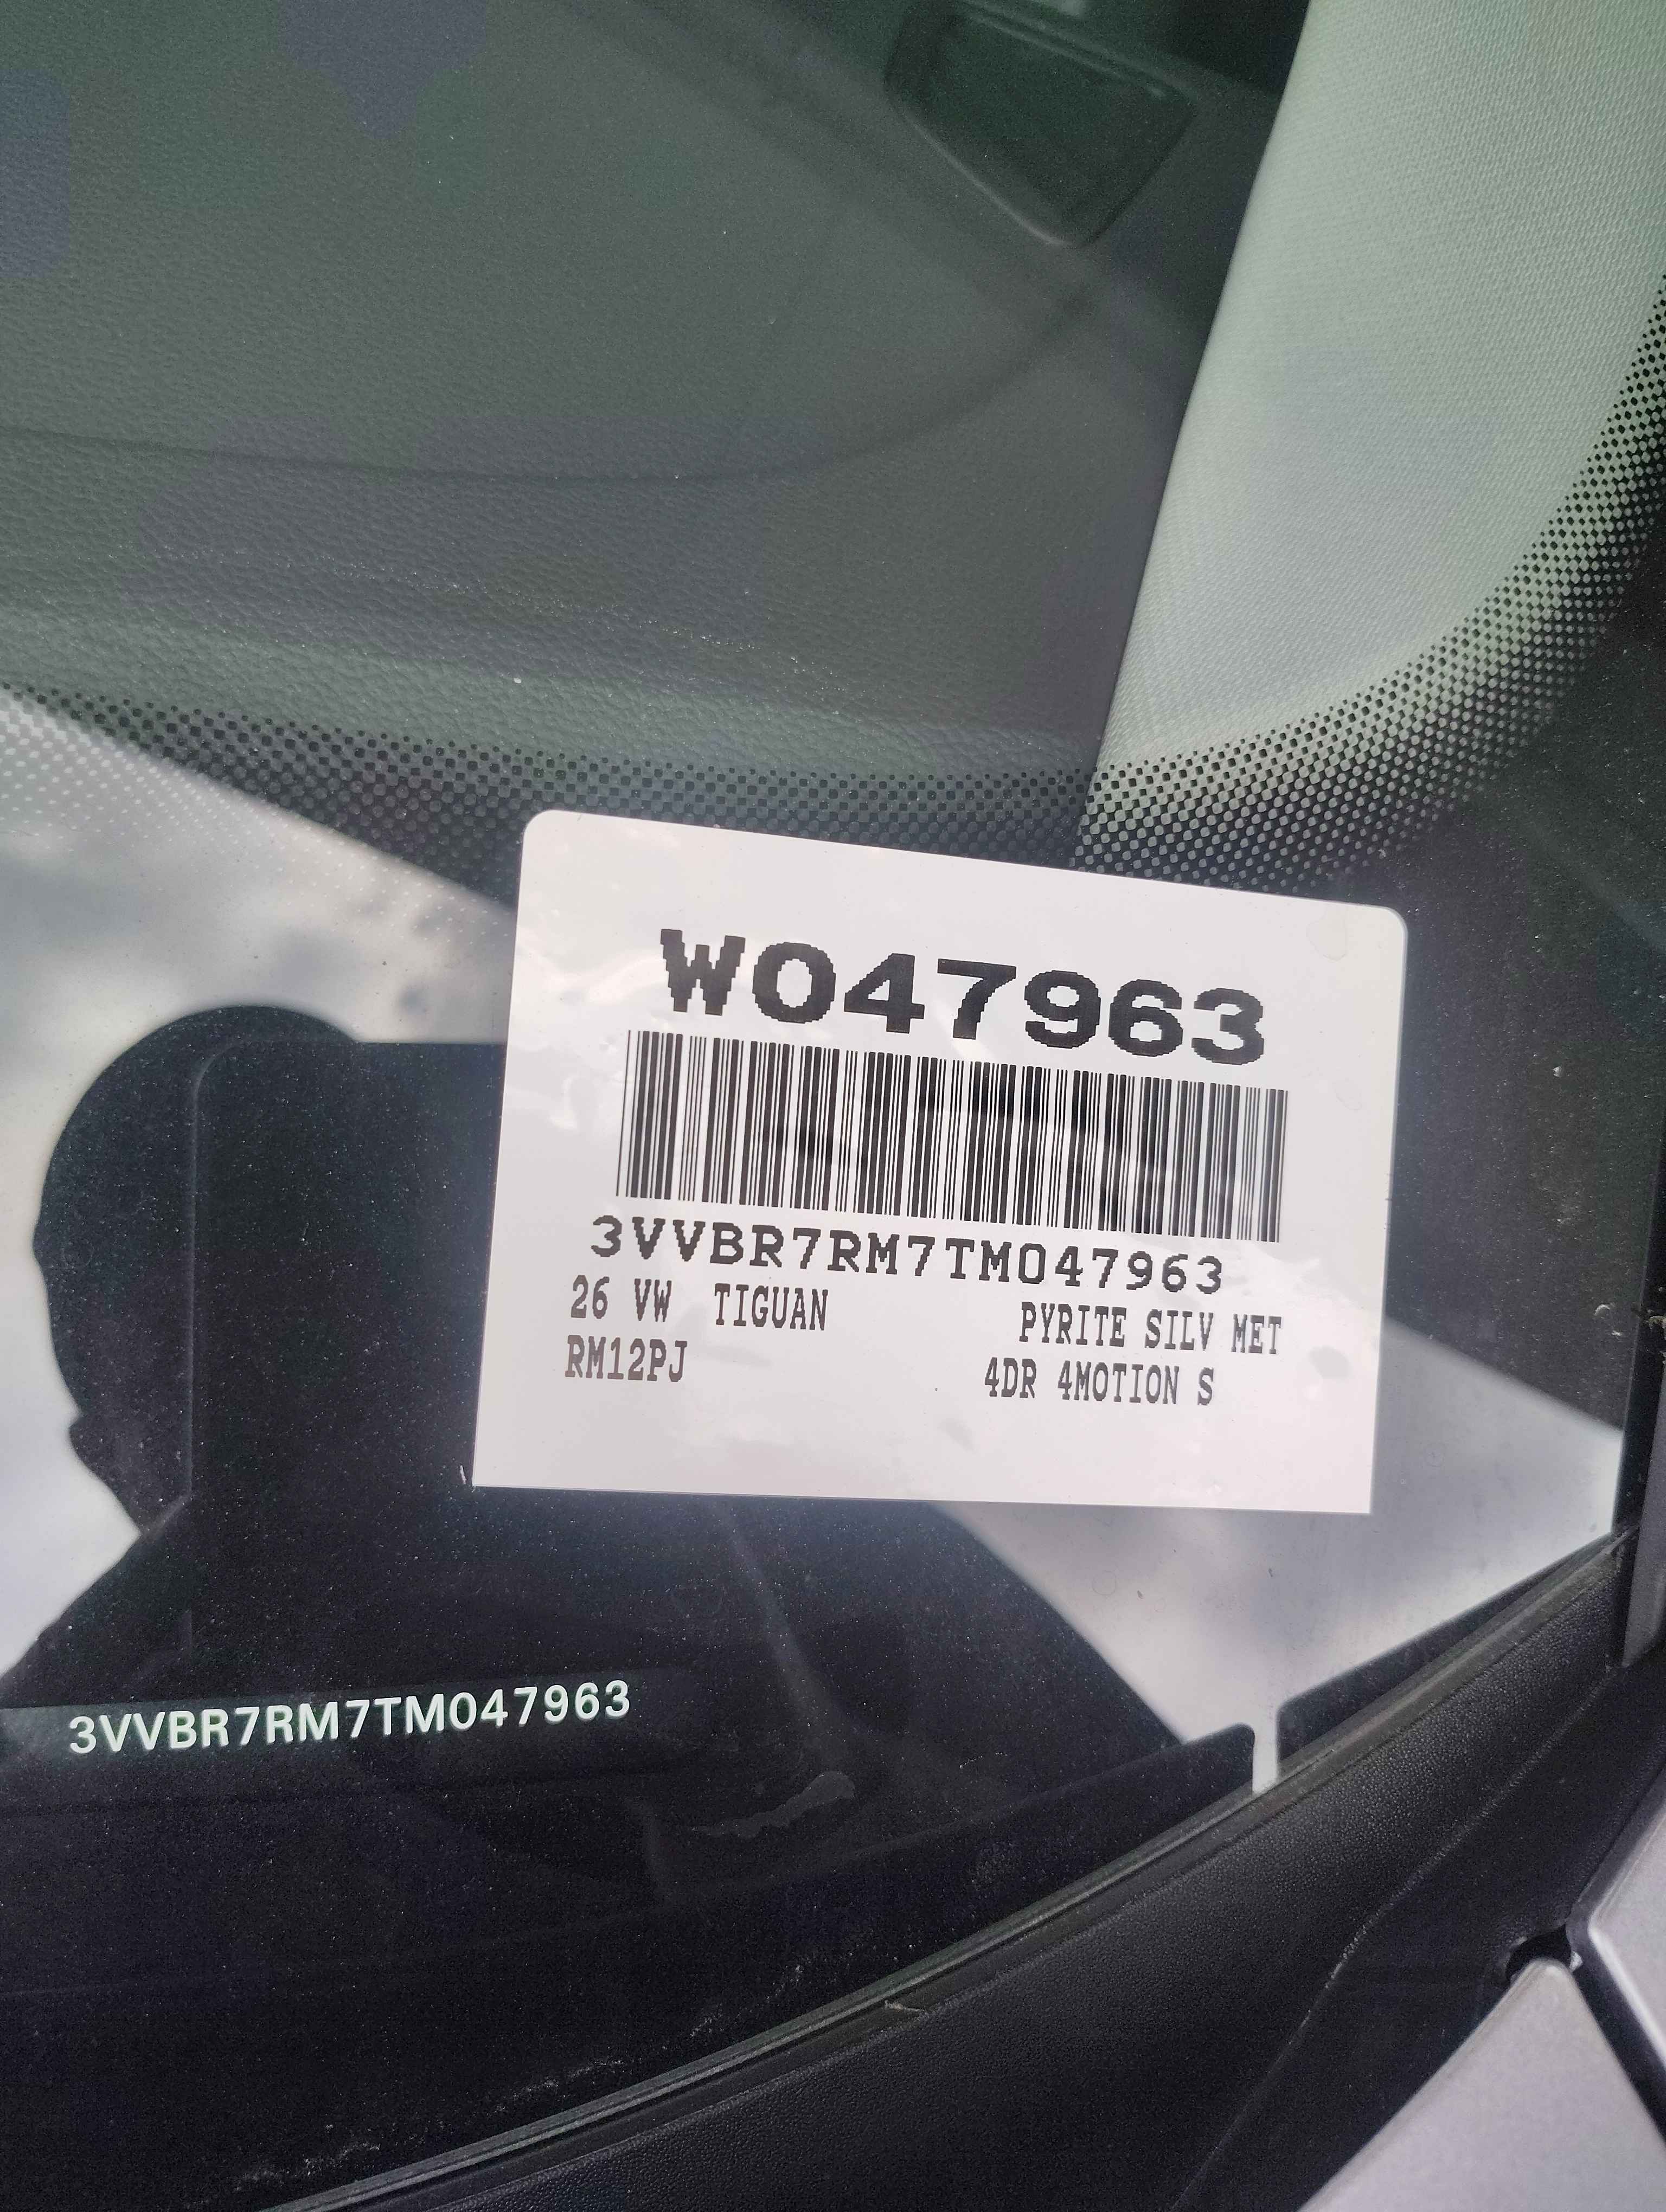 W047963
3VVBR7RM7TM047963
26 VW TIGUAN PYRITE SILV MET
RM12PJ 4DR 4MOTION S
3VVBR7RM7TM047963